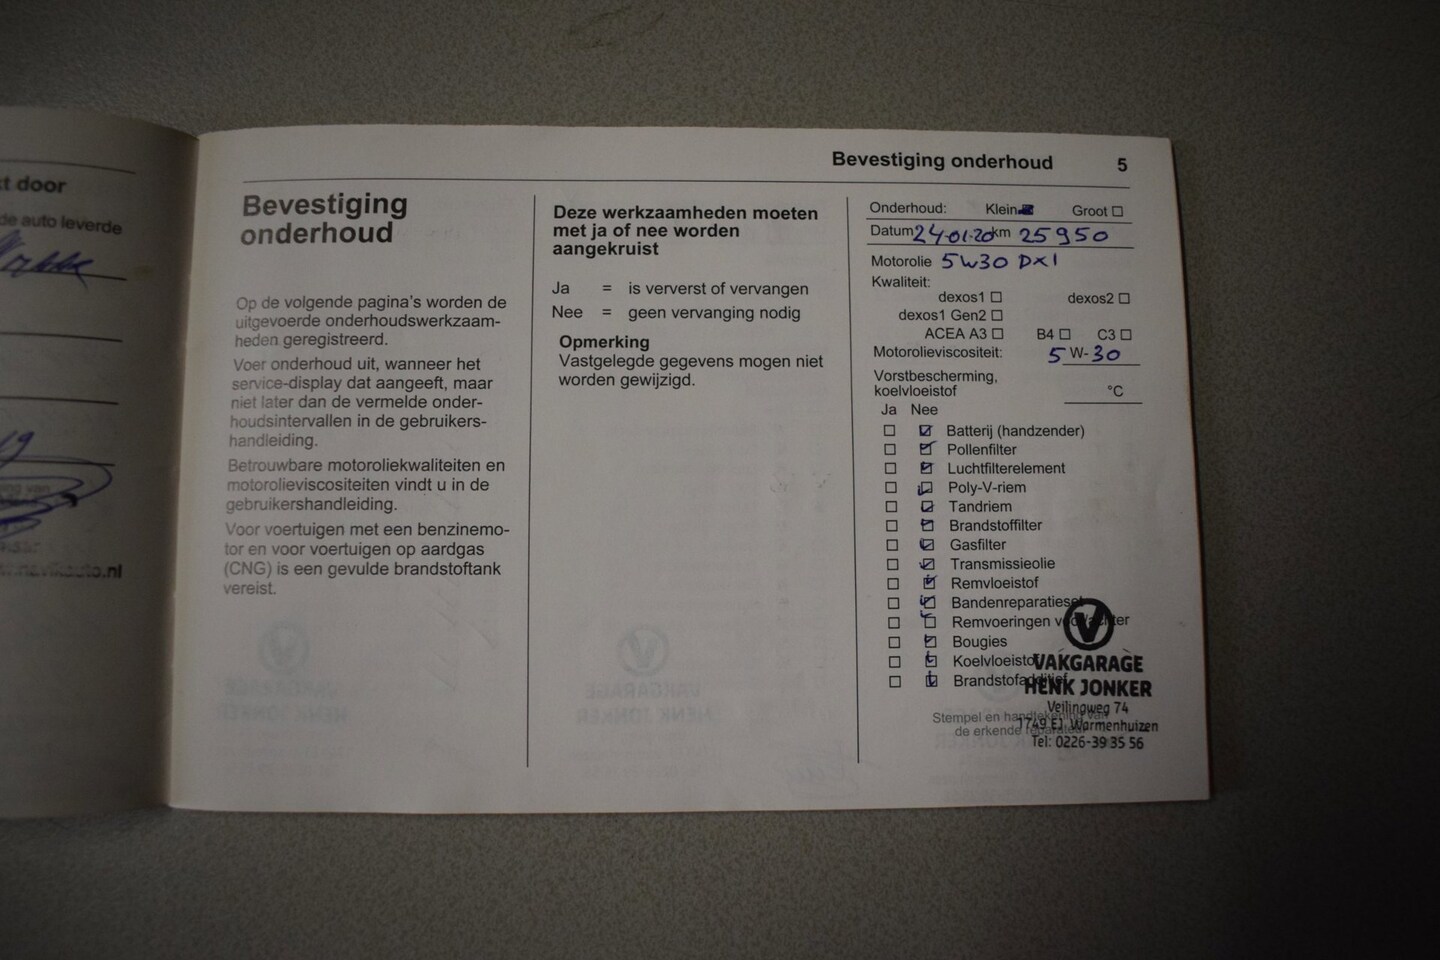 t door
de auto leverde
19
Bevestiging onderhoud 5
Bevestiging
onderhoud
Op de volgende pagina's worden de
uitgevoerde onderhoudswerkzaam-
heden geregistreerd.
Voer onderhoud uit, wanneer het
service-display dat aangeeft, maar
niet later dan de vermelde onder-
houdsintervallen in de gebruikers-
handleiding.
Betrouwbare motoroliekwaliteiten en
motorolieviscositeiten vindt u in de
gebruikershandleiding.
Voor voertuigen met een benzinemo-
tor en voor voertuigen op aardgas
(CNG) is een gevulde brandstoftank
vereist.
Deze werkzaamheden moeten
met ja of nee worden
aangekruist
Ja = is ververst of vervangen
Nee = geen vervanging nodig
Opmerking
Vastgelegde gegevens mogen niet
worden gewijzigd.
Onderhoud: Klein Groot
Datum 24-01-20 km 25950
Motorolie 5W30 DX1
Kwaliteit:
dexos1 dexos2
dexos1 Gen2
ACEA A3 B4 C3
Motorolieviscositeit: 5 W-30
Vorstbescherming,
koelvloeistof °C
Ja Nee
Batterij (handzender)
Pollenfilter
Luchtfilterelement
Poly-V-riem
Tandriem
Brandstoffilter
Gasfilter
Transmissieolie
Remvloeistof
Bandenreparatieset
Remvoeringen voor/achter
Bougies
Koelvloeistof
Brandstofadditief
Stempel en handtekening van
de erkende reparateur
V
VAKGARAGE
HENK JONKER
Veilingweg 74
1749 EJ Warmenhuizen
Tel: 0226-39 35 56